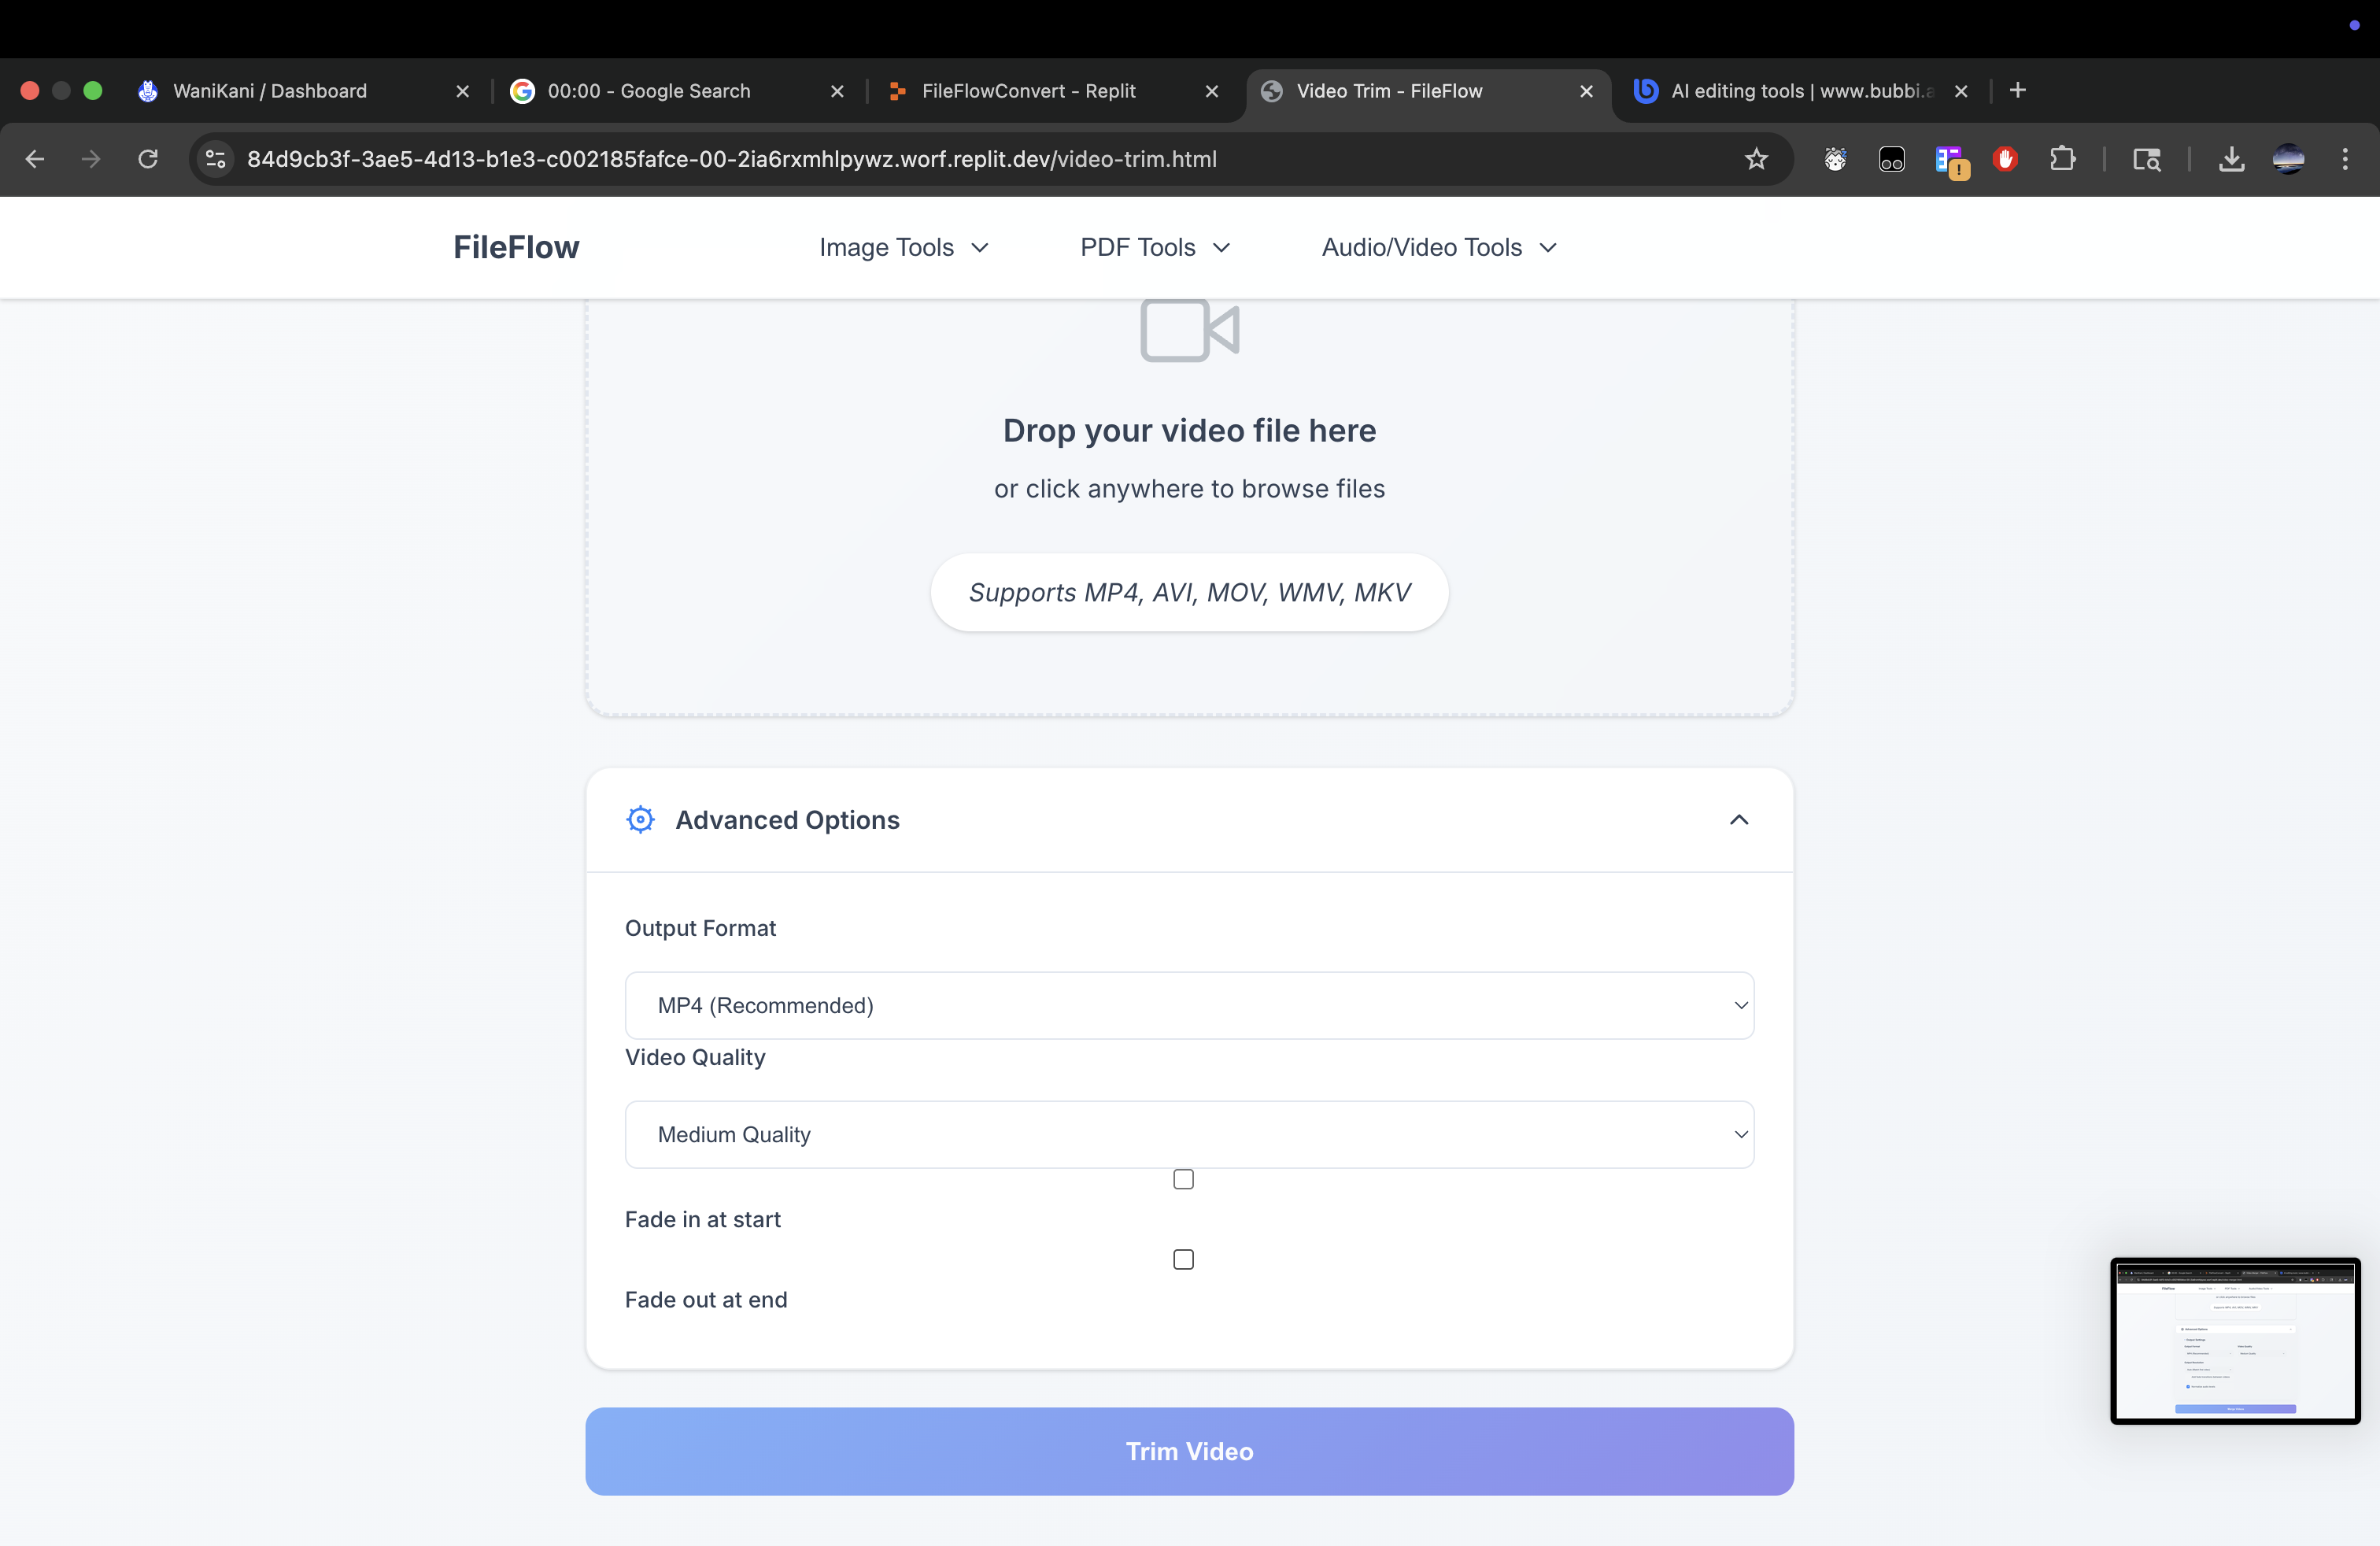 WaniKani / Dashboard
00:00 - Google Search
FileFlowConvert - Replit
Video Trim - FileFlow
AI editing tools | www.bubbi.a
84d9cb3f-3ae5-4d13-b1e3-c002185fafce-00-2ia6rxmhlpywz.worf.replit.dev/video-trim.html
FileFlow
Image Tools
PDF Tools
Audio/Video Tools
Drop your video file here
or click anywhere to browse files
Supports MP4, AVI, MOV, WMV, MKV
Advanced Options
Output Format
MP4 (Recommended)
Video Quality
Medium Quality
Fade in at start
Fade out at end
Trim Video